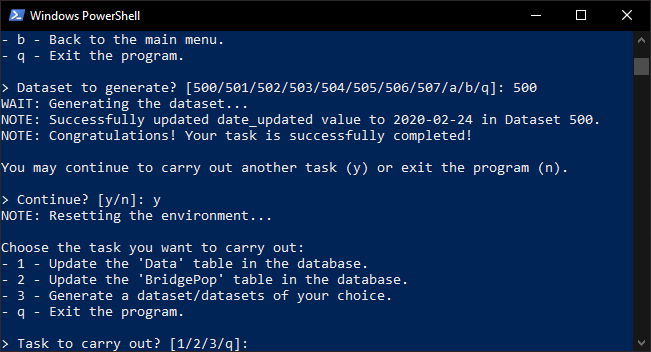 Windows PowerShell
- b - Back to the main menu.
- q - Exit the program.
> Dataset to generate? [500/501/502/503/504/505/506/507/a/b/q]: 500
WAIT: Generating the dataset...
NOTE: Successfully updated date_updated value to 2020-02-24 in Dataset 500.
NOTE: Congratulations! Your task is successfully completed!
You may continue to carry out another task (y) or exit the program (n).
> Continue? [y/n]: y
NOTE: Resetting the environment...
Choose the task you want to carry out:
- 1 - Update the 'Data' table in the database.
- 2 - Update the 'BridgePop' table in the database.
- 3 - Generate a dataset/datasets of your choice.
- q - Exit the program.
> Task to carry out? [1/2/3/q]: